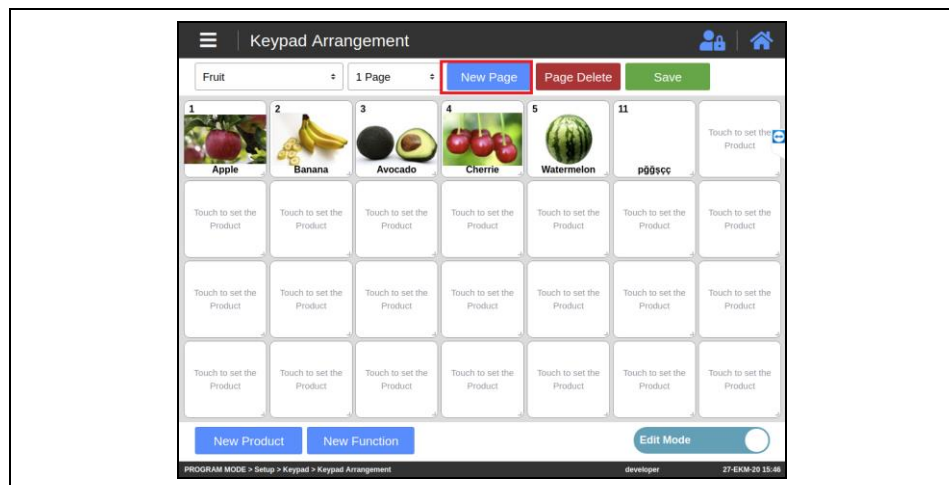 Keypad Arrangement
Fruit 1 Page New Page Page Delete Save
1 2 3 4 5 11
Touch to set the
Product
Apple Banana Avocado Cherrie Watermelon pğğşçç
Touch to set the Touch to set the Touch to set the Touch to set the Touch to set the Touch to set the Touch to set the
Product Product Product Product Product Product Product
Touch to set the Touch to set the Touch to set the Touch to set the Touch to set the Touch to set the Touch to set the
Product Product Product Product Product Product Product
Touch to set the Touch to set the Touch to set the Touch to set the Touch to set the Touch to set the Touch to set the
Product Product Product Product Product Product Product
New Product New Function Edit Mode
PROGRAM MODE > Setup > Keypad > Keypad Arrangement developer 27-EKM-20 15:46